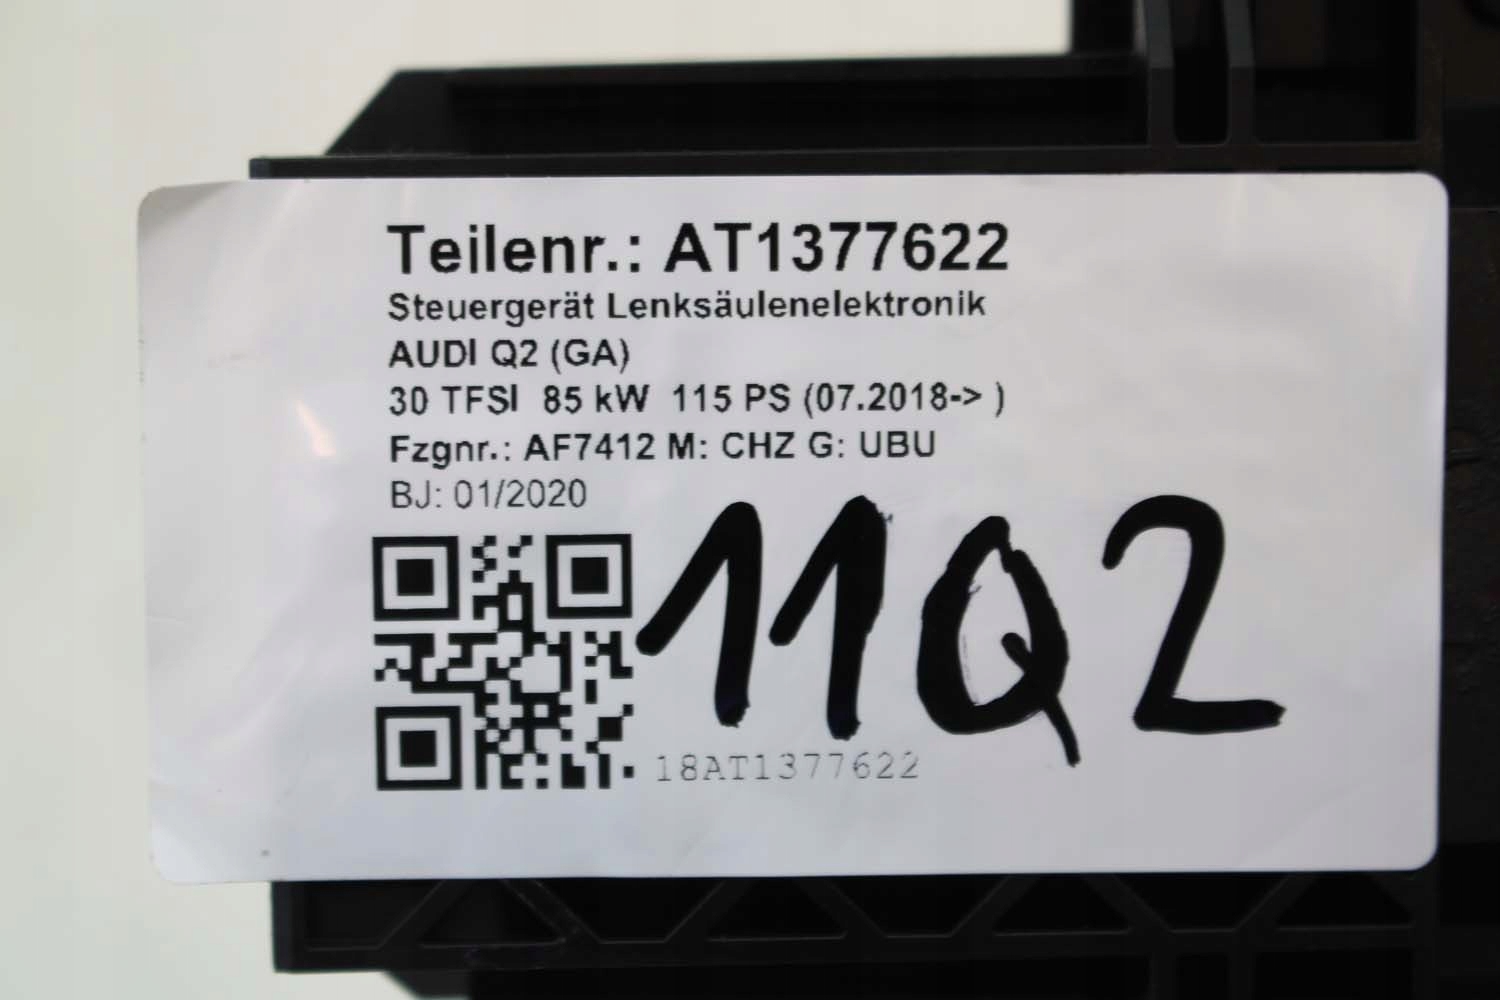 Teilenr.: AT1377622
Steuergerät Lenksäulenelektronik
AUDI Q2 (GA)
30 TFSI 85 kW 115 PS (07.2018-> )
Fzgnr.: AF7412 M: CHZ G: UBU
BJ: 01/2020
11Q2
18AT1377622